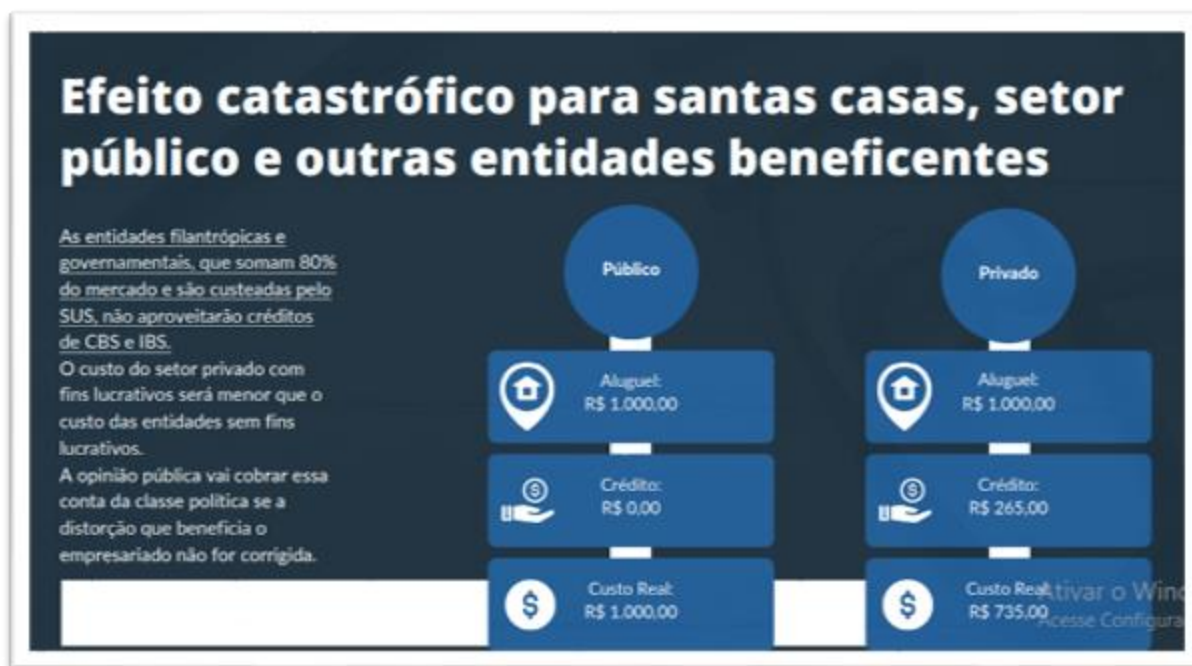 Efeito catastrófico para santas casas, setor
público e outras entidades beneficentes
As entidades filantrópicas e
governamentais, que somam 80%
do mercado e são custeadas pelo
SUS, não aproveitarão créditos
de CBS e IBS.
O custo do setor privado com
fins lucrativos será menor que o
custo das entidades sem fins
lucrativos.
A opinião pública vai cobrar essa
conta da classe política se a
distorção que beneficia o
empresariado não for corrigida.
Público
Aluguel:
R$ 1.000,00
Crédito:
R$ 0,00
Custo Real:
R$ 1.000,00
Privado
Aluguel:
R$ 1.000,00
Crédito:
R$ 265,00
Custo Real:
R$ 735,00
Ativar o Wind
Acesse Configura